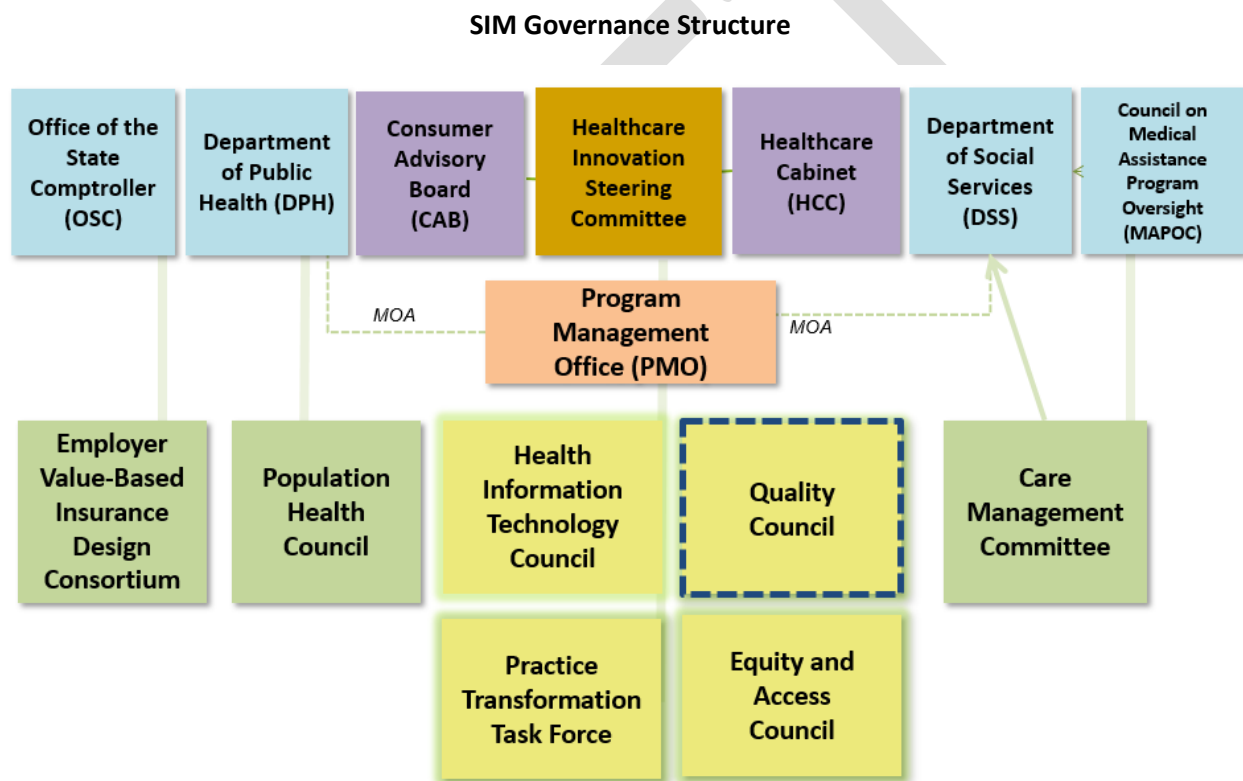 SIM Governance Structure
Office of the
State
Comptroller
(OSC)
Department
of Public
Health (DPH)
Consumer
Advisory
Board
(CAB)
Healthcare
Innovation
Steering
Committee
Healthcare
Cabinet
(HCC)
Department
of Social
Services
(DSS)
Council on
Medical
Assistance
Program
Oversight
(MAPOC)
MOA
Program
Management
Office (PMO)
MOA
Employer
Value-Based
Insurance
Design
Consortium
Population
Health
Council
Health
Information
Technology
Council
Quality
Council
Care
Management
Committee
Practice
Transformation
Task Force
Equity and
Access
Council